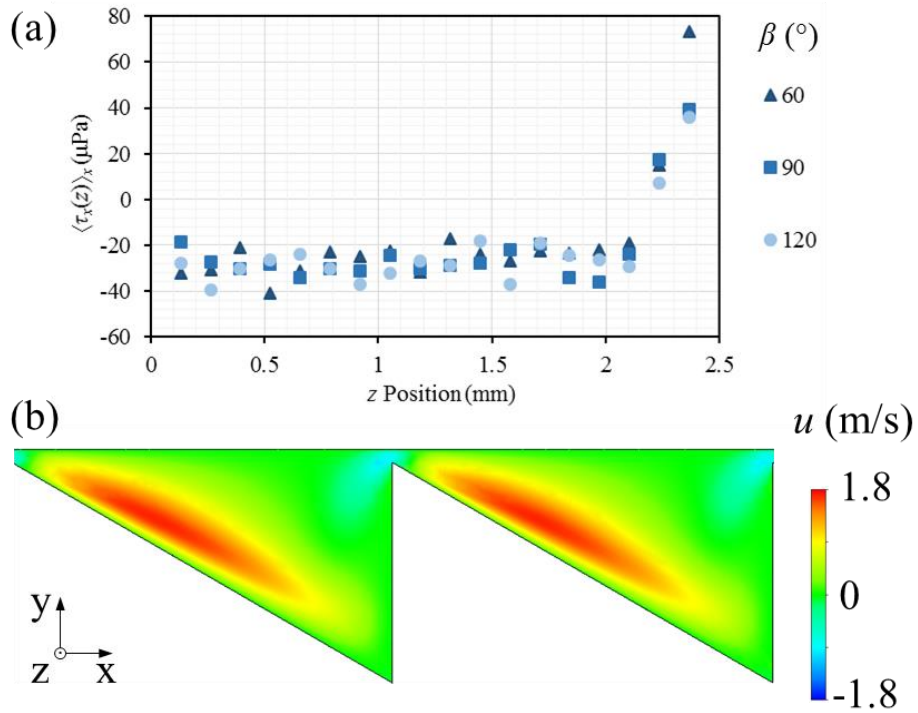 (a)
80
60
40
20
0
-20
-40
-60
⟨τx(z)⟩x (μPa)
0 0.5 1 1.5 2 2.5
z Position (mm)
β (°)
60
90
120
(b)
u (m/s)
1.8
0
-1.8
y
z x